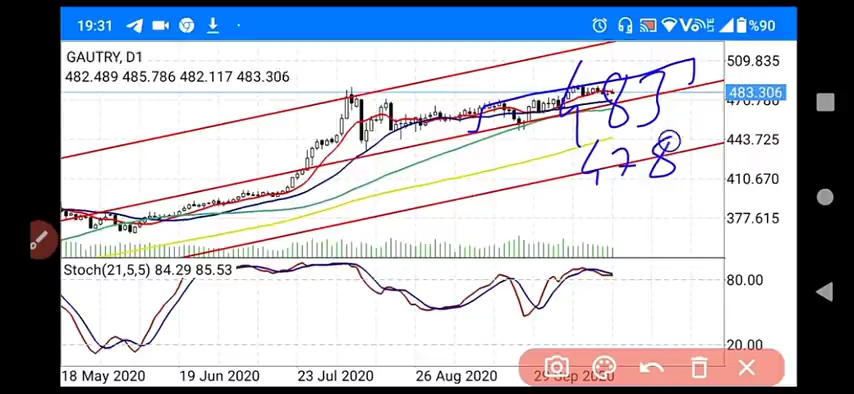 19:31 %90
GAUTRY, D1
482.489 485.786 482.117 483.306
509.835
483.306
443.725
410.670
377.615
483
478
Stoch(21,5,5) 84.29 85.53
80.00
20.00
18 May 2020 19 Jun 2020 23 Jul 2020 26 Aug 2020 29 Sep 2020